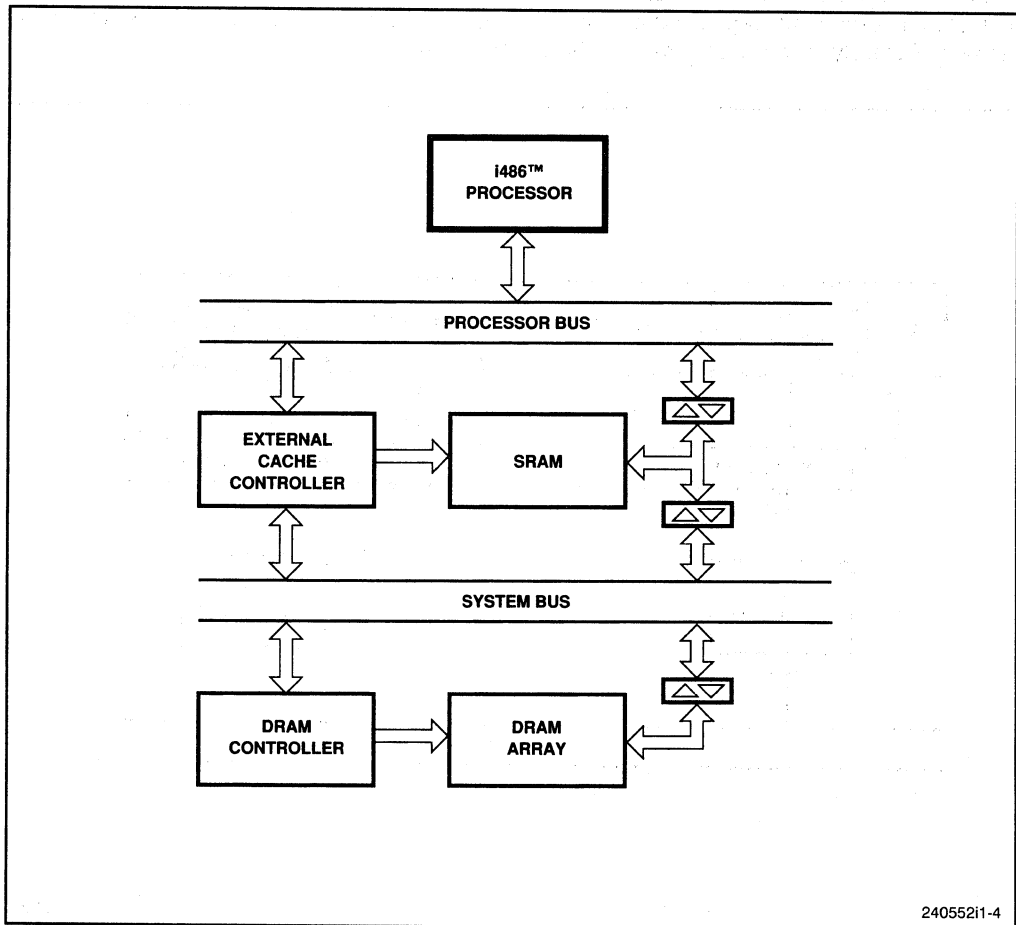 i486™
PROCESSOR
PROCESSOR BUS
EXTERNAL
CACHE
CONTROLLER
SRAM
SYSTEM BUS
DRAM
CONTROLLER
DRAM
ARRAY
240552i1-4